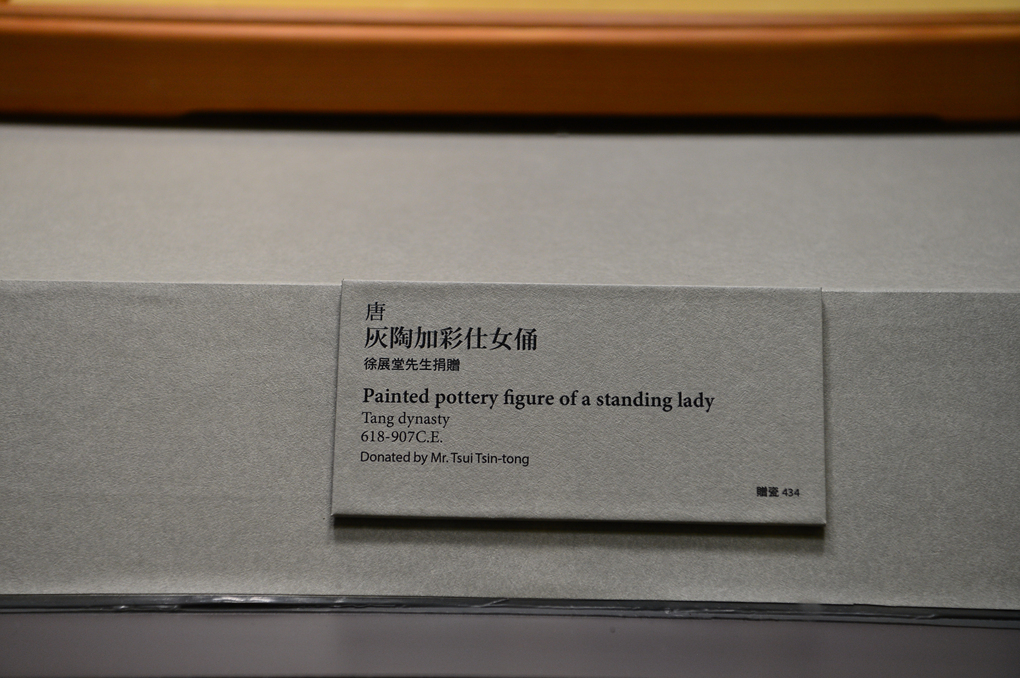 唐
灰陶加彩仕女俑
徐展堂先生捐贈
Painted pottery figure of a standing lady
Tang dynasty
618-907C.E.
Donated by Mr. Tsui Tsin-tong
贈瓷 434